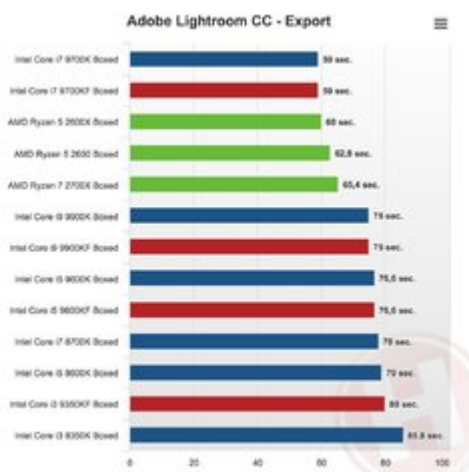 Adobe Lightroom CC - Export
Intel Core i7 9700K Boxed 59 sec.
Intel Core i7 9700KF Boxed 59 sec.
AMD Ryzen 5 2600X Boxed 60 sec.
AMD Ryzen 5 2600 Boxed 62,8 sec.
AMD Ryzen 7 2700X Boxed 65,4 sec.
Intel Core i9 9900K Boxed 75 sec.
Intel Core i9 9900KF Boxed 75 sec.
Intel Core i5 9600K Boxed 76,6 sec.
Intel Core i5 9600KF Boxed 76,6 sec.
Intel Core i7 8700K Boxed 78 sec.
Intel Core i5 8600K Boxed 79 sec.
Intel Core i3 9350KF Boxed 80 sec.
Intel Core i3 8350K Boxed sec.
0 20 40 60 80 100